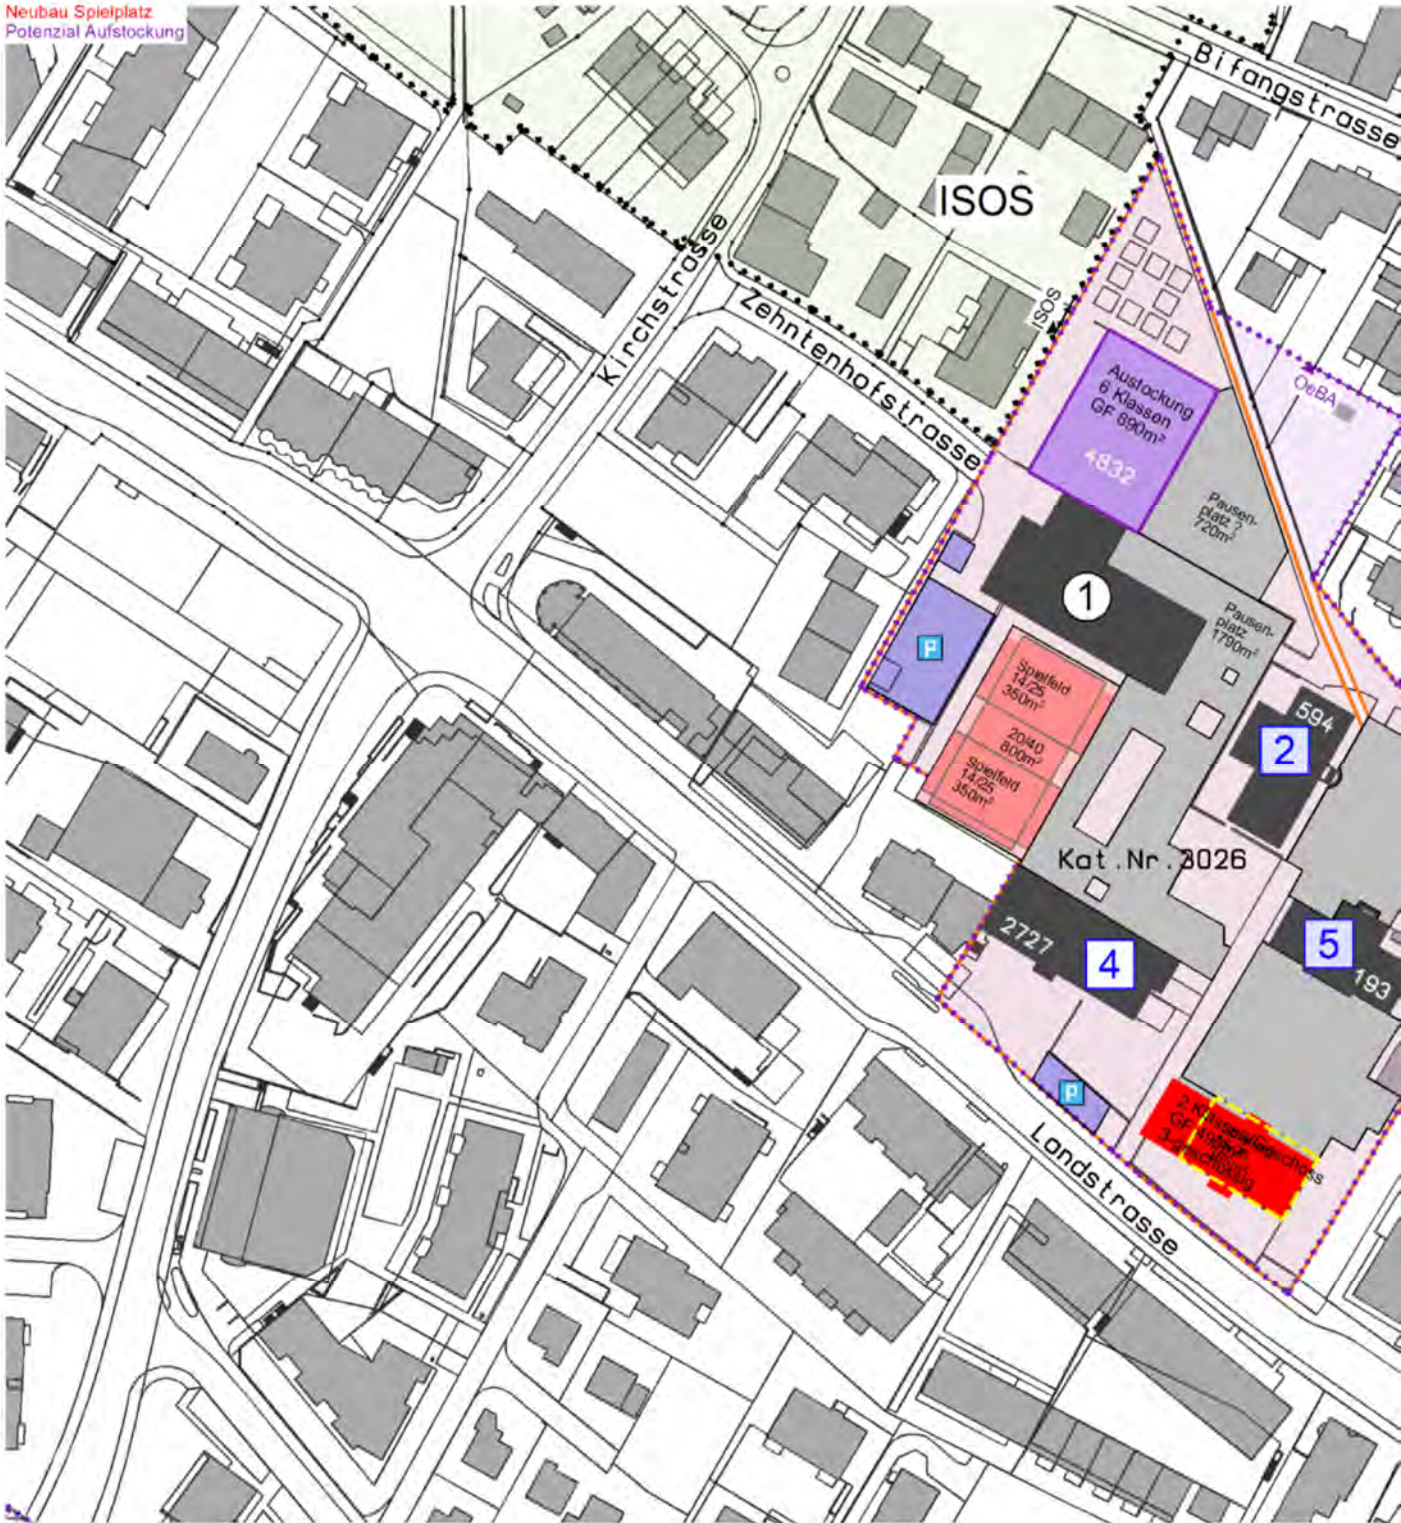 Neubau Spielplatz
Potenzial Aufstockung
Bifangstrasse
ISOS
Kirchstrasse
Zehntenhofstrasse
ISOS
OeBA
Austockung
6 Klassen
GF 690m²
4832
Pausen-
platz ?
720m²
1
Pausen-
platz
1790m²
P
Spielfeld
14/25
350m²
20/40
800m²
Spielfeld
14/25
350m²
594
2
Kat.Nr.3026
2727
4
5
193
P
3-geschossig
Landstrasse